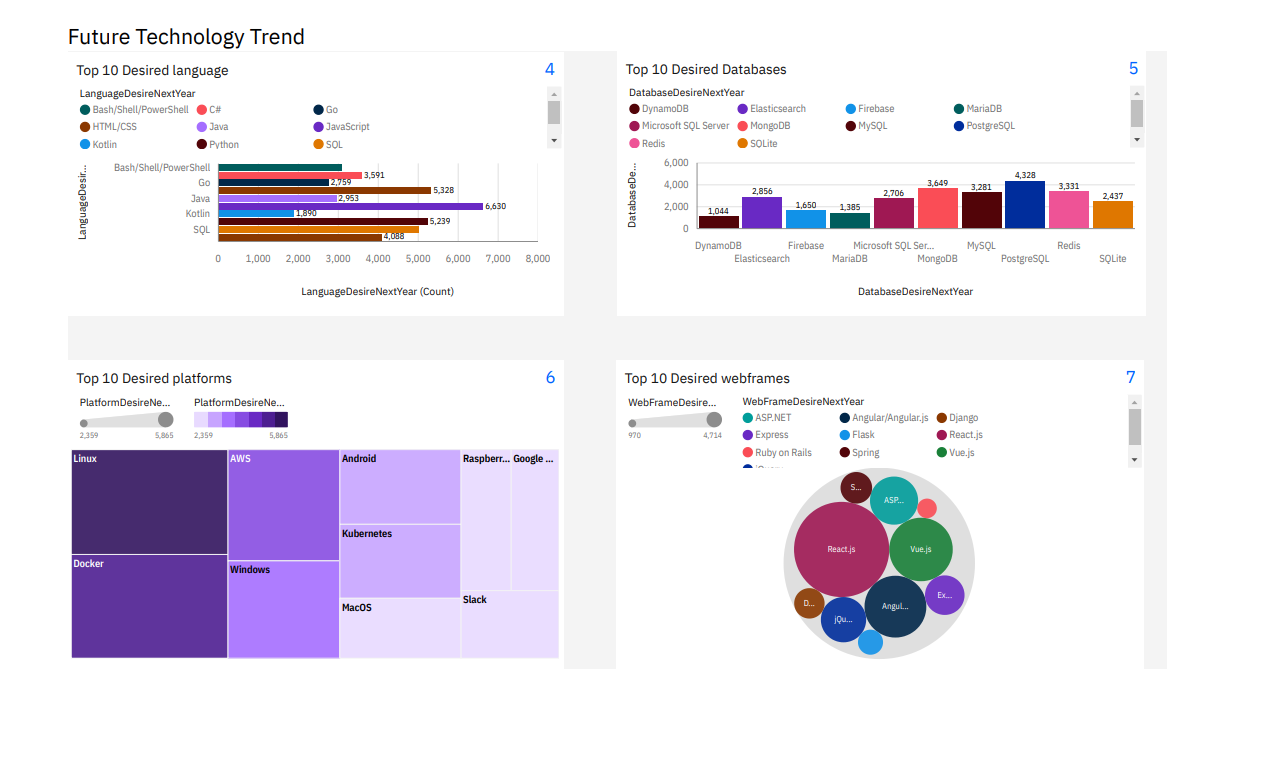 Future Technology Trend
Top 10 Desired language
4
LanguageDesireNextYear
Bash/Shell/PowerShell C# Go
HTML/CSS Java JavaScript
Kotlin Python SQL
LanguageDesir...
Bash/Shell/PowerShell
3,591
Go 2,759
5,328
Java 2,953
6,630
Kotlin 1,890
5,239
SQL
4,088
0 1,000 2,000 3,000 4,000 5,000 6,000 7,000 8,000
LanguageDesireNextYear (Count)
Top 10 Desired Databases
5
DatabaseDesireNextYear
DynamoDB Elasticsearch Firebase MariaDB
Microsoft SQL Server MongoDB MySQL PostgreSQL
Redis SQLite
DatabaseDe...
6,000
4,000
2,000
0
1,044 2,856 1,650 1,385 2,706 3,649 3,281 4,328 3,331 2,437
DynamoDB Firebase Microsoft SQL Ser... MySQL Redis
Elasticsearch MariaDB MongoDB PostgreSQL SQLite
DatabaseDesireNextYear
Top 10 Desired platforms
6
PlatformDesireNe... PlatformDesireNe...
2,359 5,865 2,359 5,865
Linux AWS Android Raspberr... Google ...
Kubernetes
Docker Windows
Slack
MacOS
Top 10 Desired webframes
7
WebFrameDesire... WebFrameDesireNextYear
970 4,714
ASP.NET Angular/Angular.js Django
Express Flask React.js
Ruby on Rails Spring Vue.js
S...
ASP...
React.js Vue.js
D... Ex...
jQu... Angul...